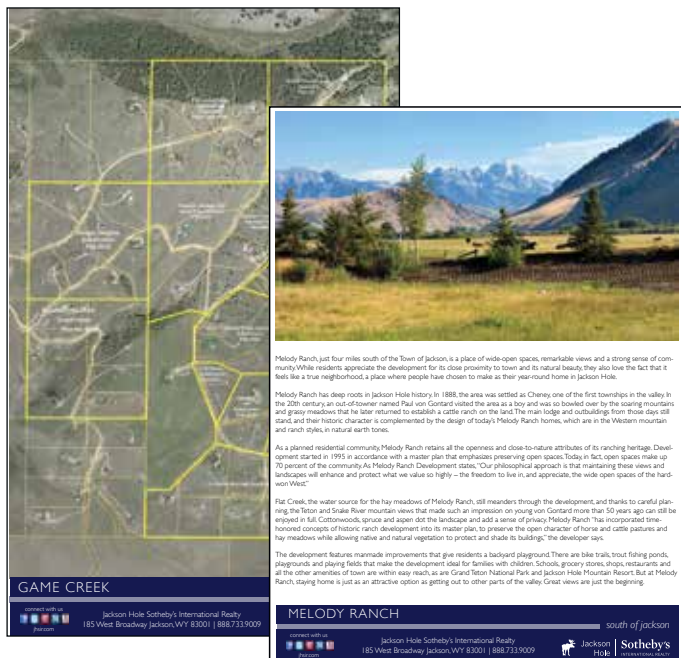 GAME CREEK
connect with us
jhsir.com
Jackson Hole Sotheby's International Realty
185 West Broadway Jackson, WY 83001 | 888.733.9009
Melody Ranch, just four miles south of the Town of Jackson, is a place of wide-open spaces, remarkable views and a strong sense of com-
munity. While residents appreciate the development for its close proximity to town and its natural beauty, they also love the fact that it
feels like a true neighborhood, a place where people have chosen to make as their year-round home in Jackson Hole.
Melody Ranch has deep roots in Jackson Hole history. In 1888, the area was settled as Cheney, one of the first townships in the valley. In
the 20th century, an out-of-towner named Paul von Gontard visited the area as a boy and was so bowled over by the soaring mountains
and grassy meadows that he later returned to establish a cattle ranch on the land. The main lodge and outbuildings from those days still
stand, and their historic character is complemented by the design of today's Melody Ranch homes, which are in the Western mountain
and ranch styles, in natural earth tones.
As a planned residential community, Melody Ranch retains all the openness and close-to-nature attributes of its ranching heritage. Devel-
opment started in 1995 in accordance with a master plan that emphasizes preserving open spaces. Today, in fact, open spaces make up
70 percent of the community. As Melody Ranch Development states, "Our philosophical approach is that maintaining these views and
landscapes will enhance and protect what we value so highly – the freedom to live in, and appreciate, the wide open spaces of the hard-
won West."
Flat Creek, the water source for the hay meadows of Melody Ranch, still meanders through the development, and thanks to careful plan-
ning, the Teton and Snake River mountain views that made such an impression on young von Gontard more than 50 years ago can still be
enjoyed in full. Cottonwoods, spruce and aspen dot the landscape and add a sense of privacy. Melody Ranch "has incorporated time-
honored concepts of historic ranch development into its master plan, to preserve the open character of horse and cattle pastures and
hay meadows while allowing native and natural vegetation to protect and shade its buildings," the developer says.
The development features manmade improvements that give residents a backyard playground. There are bike trails, trout fishing ponds,
playgrounds and playing fields that make the development ideal for families with children. Schools, grocery stores, shops, restaurants and
all the other amenities of town are within easy reach, as are Grand Teton National Park and Jackson Hole Mountain Resort. But at Melody
Ranch, staying home is just as an attractive option as getting out to other parts of the valley. Great views are just the beginning.
MELODY RANCH
south of jackson
connect with us
jhsir.com
Jackson Hole Sotheby's International Realty
185 West Broadway Jackson, WY 83001 | 888.733.9009
Jackson Hole | Sotheby's
INTERNATIONAL REALTY